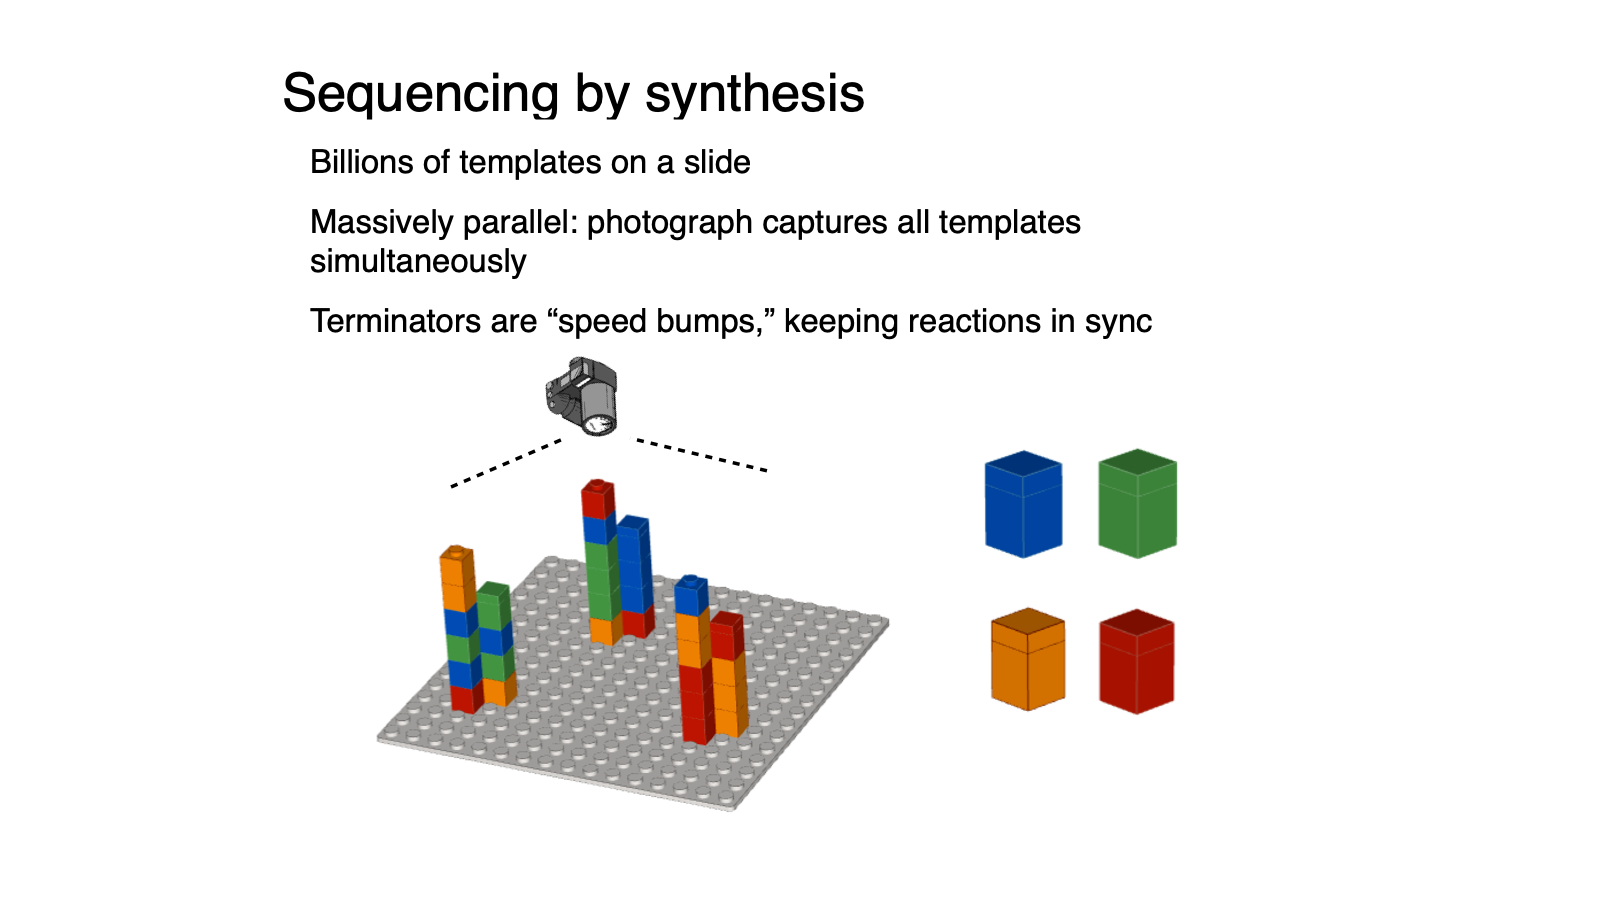 Sequencing by synthesis
Billions of templates on a slide
Massively parallel: photograph captures all templates
simultaneously
Terminators are “speed bumps,” keeping reactions in sync